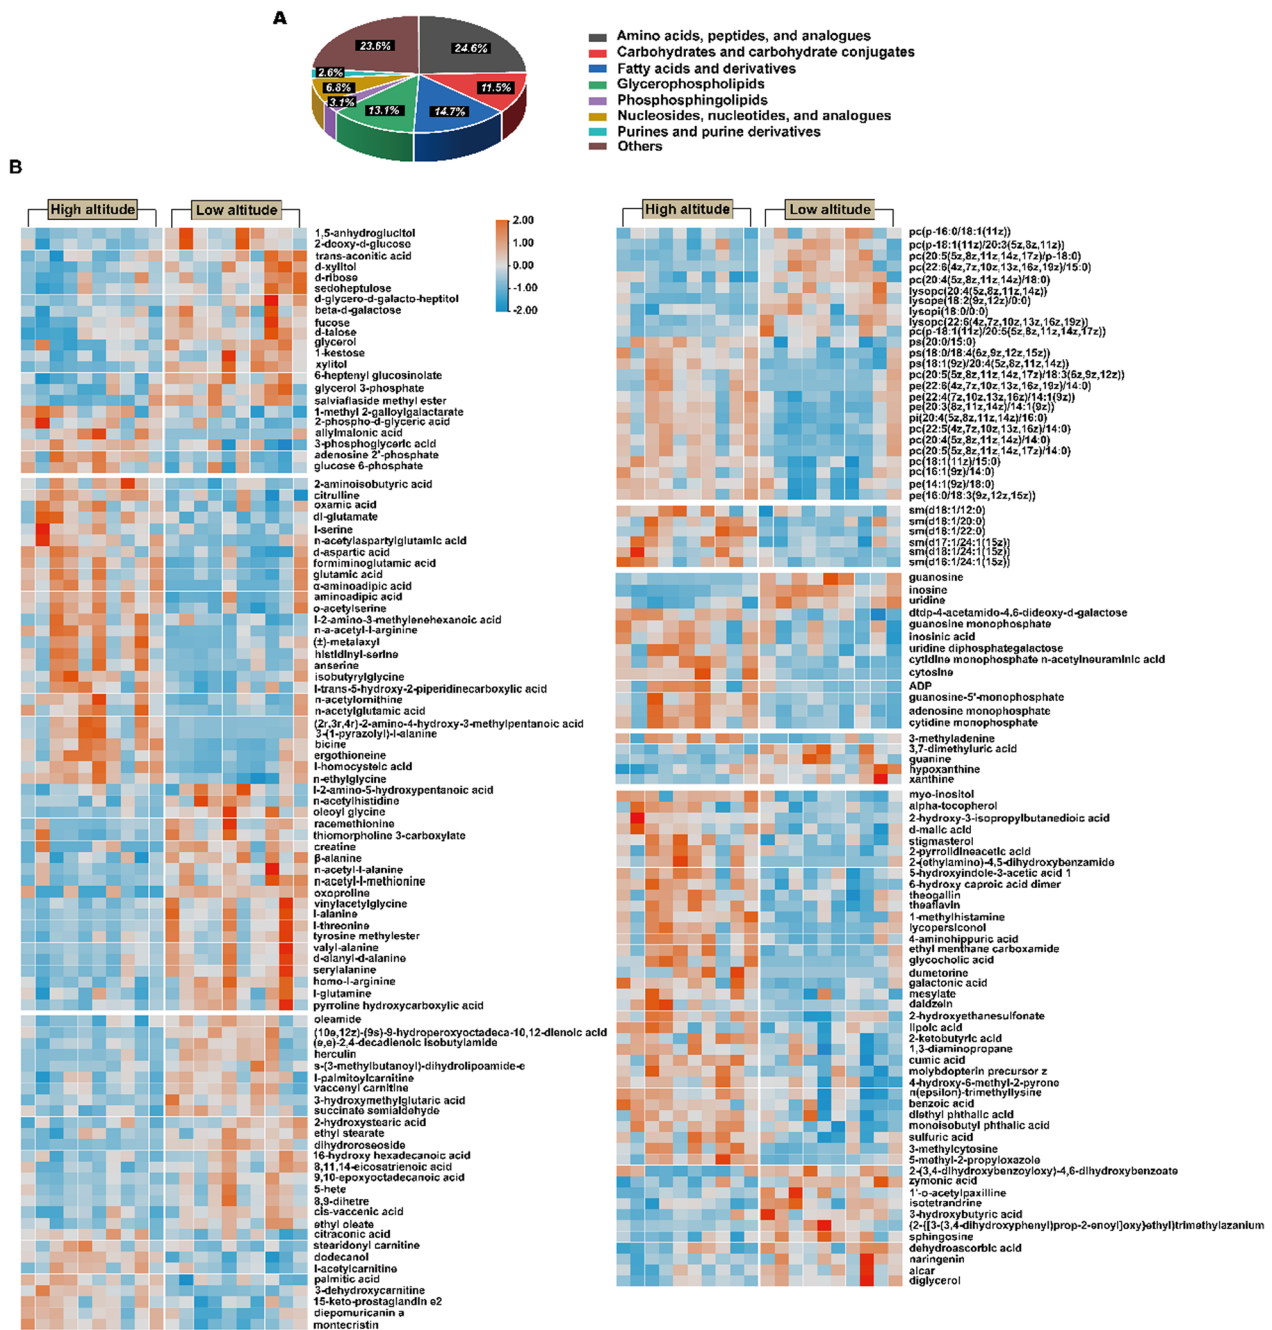 A
23.6%
24.6%
2.6%
6.8%
3.1%
13.1%
14.7%
11.5%
Amino acids, peptides, and analogues
Carbohydrates and carbohydrate conjugates
Fatty acids and derivatives
Glycerophospholipids
Phosphosphingolipids
Nucleosides, nucleotides, and analogues
Purines and purine derivatives
Others
B
High altitude
Low altitude
2.00
1.00
0.00
-1.00
-2.00
1,5-anhydroglucitol
2-deoxy-d-glucose
trans-aconitic acid
d-xylitol
d-ribose
sedoheptulose
d-glycero-d-galacto-heptitol
beta-d-galactose
fucose
d-talose
glycerol
1-kestose
xylitol
6-heptenyl glucosinolate
glycerol 3-phosphate
salviaflaside methyl ester
1-methyl 2-galloylgalactarate
2-phospho-d-glyceric acid
allylmalonic acid
3-phosphoglyceric acid
adenosine 2'-phosphate
glucose 6-phosphate
2-aminoisobutyric acid
citrulline
oxamic acid
dl-glutamate
l-serine
n-acetylaspartylglutamic acid
d-aspartic acid
formiminoglutamic acid
glutamic acid
α-aminoadipic acid
aminoadipic acid
o-acetylserine
l-2-amino-3-methylenehexanoic acid
n-a-acetyl-l-arginine
(±)-metalaxyl
histidinyl-serine
anserine
isobutyrylglycine
l-trans-5-hydroxy-2-piperidinecarboxylic acid
n-acetylornithine
n-acetylglutamic acid
(2r,3r,4r)-2-amino-4-hydroxy-3-methylpentanoic acid
3-(1-pyrazolyl)-l-alanine
bicine
ergothioneine
l-homocysteic acid
n-ethylglycine
l-2-amino-5-hydroxypentanoic acid
n-acetylhistidine
oleoyl glycine
racemethionine
thiomorpholine 3-carboxylate
creatine
β-alanine
n-acetyl-l-alanine
n-acetyl-l-methionine
oxoproline
vinylacetylglycine
l-alanine
l-threonine
tyrosine methylester
valyl-alanine
d-alanyl-d-alanine
serylalanine
homo-l-arginine
l-glutamine
pyrroline hydroxycarboxylic acid
oleamide
(10e,12z)-(9s)-9-hydroperoxyoctadeca-10,12-dienoic acid
(e,e)-2,4-decadienoic isobutylamide
herculin
s-(3-methylbutanoyl)-dihydrolipoamide-e
l-palmitoylcarnitine
vaccenyl carnitine
3-hydroxymethylglutaric acid
succinate semialdehyde
2-hydroxystearic acid
ethyl stearate
dihydroroseoside
16-hydroxy hexadecanoic acid
8,11,14-eicosatrienoic acid
9,10-epoxyoctadecanoic acid
5-hete
8,9-dihetre
cis-vaccenic acid
ethyl oleate
citraconic acid
stearidonyl carnitine
dodecanol
l-acetylcarnitine
palmitic acid
3-dehydroxycarnitine
15-keto-prostaglandin e2
diepomuricanin a
montecristin
High altitude
Low altitude
pc(p-16:0/18:1(11z))
pc(p-18:1(11z)/20:3(5z,8z,11z))
pc(20:5(5z,8z,11z,14z,17z)/p-18:0)
pc(22:6(4z,7z,10z,13z,16z,19z)/15:0)
pc(20:4(5z,8z,11z,14z)/18:0)
lysopc(20:4(5z,8z,11z,14z))
lysope(18:2(9z,12z)/0:0)
lysopi(18:0/0:0)
lysopc(22:6(4z,7z,10z,13z,16z,19z))
pc(p-18:1(11z)/20:5(5z,8z,11z,14z,17z))
ps(20:0/15:0)
ps(18:0/18:4(6z,9z,12z,15z))
ps(18:1(9z)/20:4(5z,8z,11z,14z))
pc(20:5(5z,8z,11z,14z,17z)/18:3(6z,9z,12z))
pe(22:6(4z,7z,10z,13z,16z,19z)/14:0)
pe(22:4(7z,10z,13z,16z)/14:1(9z))
pe(20:3(8z,11z,14z)/14:1(9z))
pi(20:4(5z,8z,11z,14z)/16:0)
pc(22:5(4z,7z,10z,13z,16z)/14:0)
pc(20:4(5z,8z,11z,14z)/14:0)
pc(20:5(5z,8z,11z,14z,17z)/14:0)
pc(18:1(11z)/15:0)
pc(16:1(9z)/14:0)
pe(14:1(9z)/18:0)
pe(16:0/18:3(9z,12z,15z))
sm(d18:1/12:0)
sm(d18:1/20:0)
sm(d18:1/22:0)
sm(d17:1/24:1(15z))
sm(d18:1/24:1(15z))
sm(d16:1/24:1(15z))
guanosine
inosine
uridine
dtdp-4-acetamido-4,6-dideoxy-d-galactose
guanosine monophosphate
inosinic acid
uridine diphosphategalactose
cytidine monophosphate n-acetylneuraminic acid
cytosine
ADP
guanosine-5'-monophosphate
adenosine monophosphate
cytidine monophosphate
3-methyladenine
3,7-dimethyluric acid
guanine
hypoxanthine
xanthine
myo-inositol
alpha-tocopherol
2-hydroxy-3-isopropylbutanedioic acid
d-malic acid
stigmasterol
2-pyrrolidineacetic acid
2-(ethylamino)-4,5-dihydroxybenzamide
5-hydroxyindole-3-acetic acid 1
6-hydroxy caproic acid dimer
theogallin
theaflavin
1-methylhistamine
lycopersiconol
4-aminohippuric acid
ethyl menthane carboxamide
glycocholic acid
dumetorine
galactonic acid
mesylate
daidzein
2-hydroxyethanesulfonate
lipoic acid
2-ketobutyric acid
1,3-diaminopropane
cumic acid
molybdopterin precursor z
4-hydroxy-6-methyl-2-pyrone
n(epsilon)-trimethyllysine
benzoic acid
diethyl phthalic acid
monoisobutyl phthalic acid
sulfuric acid
3-methylcytosine
5-methyl-2-propyloxazole
2-(3,4-dihydroxybenzoyloxy)-4,6-dihydroxybenzoate
zymonic acid
1'-o-acetylpaxilline
isotetrandrine
3-hydroxybutyric acid
(2-{[3-(3,4-dihydroxyphenyl)prop-2-enoyl]oxy}ethyl)trimethylazanium
sphingosine
dehydroascorbic acid
naringenin
alcar
diglycerol